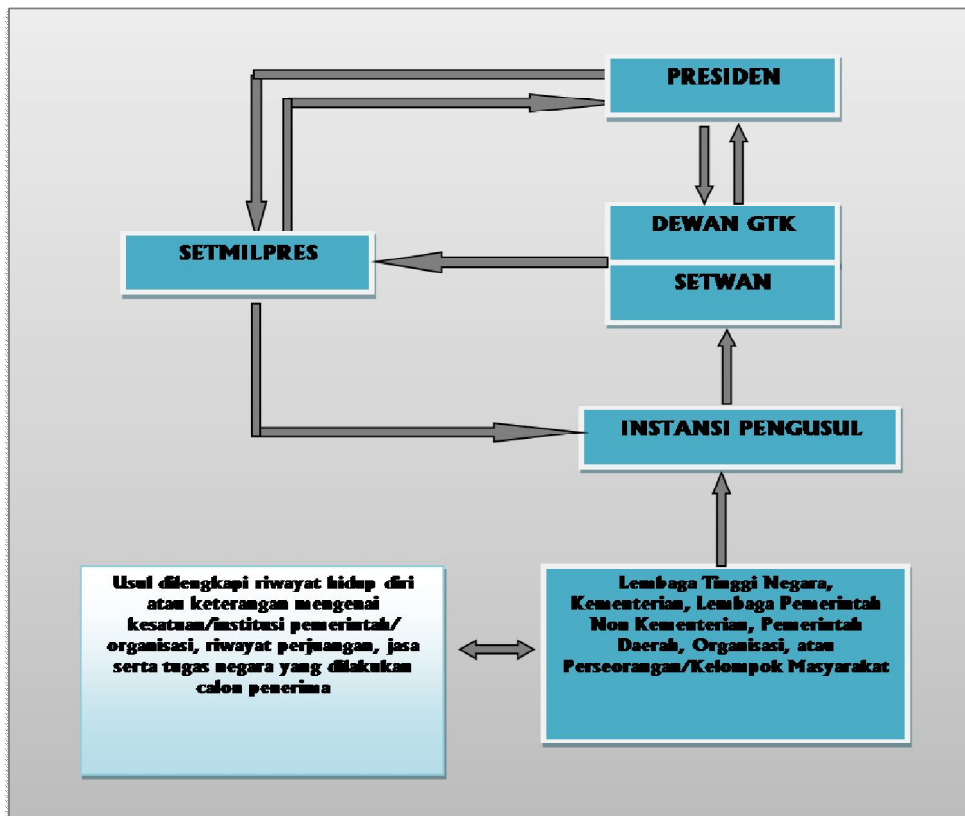 PRESIDEN
DEWAN GTK
SETMILPRES
SETWAN
INSTANSI PENGUSUL
Usul dilengkapi riwayat hidup diri
atau keterangan mengenai
kesatuan/institusi pemerintah/
organisasi, riwayat perjuangan, jasa
serta tugas negara yang dilakukan
calon penerima
Lembaga Tinggi Negara,
Kementerian, Lembaga Pemerintah
Non Kementerian, Pemerintah
Daerah, Organisasi, atau
Perseorangan/Kelompok Masyarakat